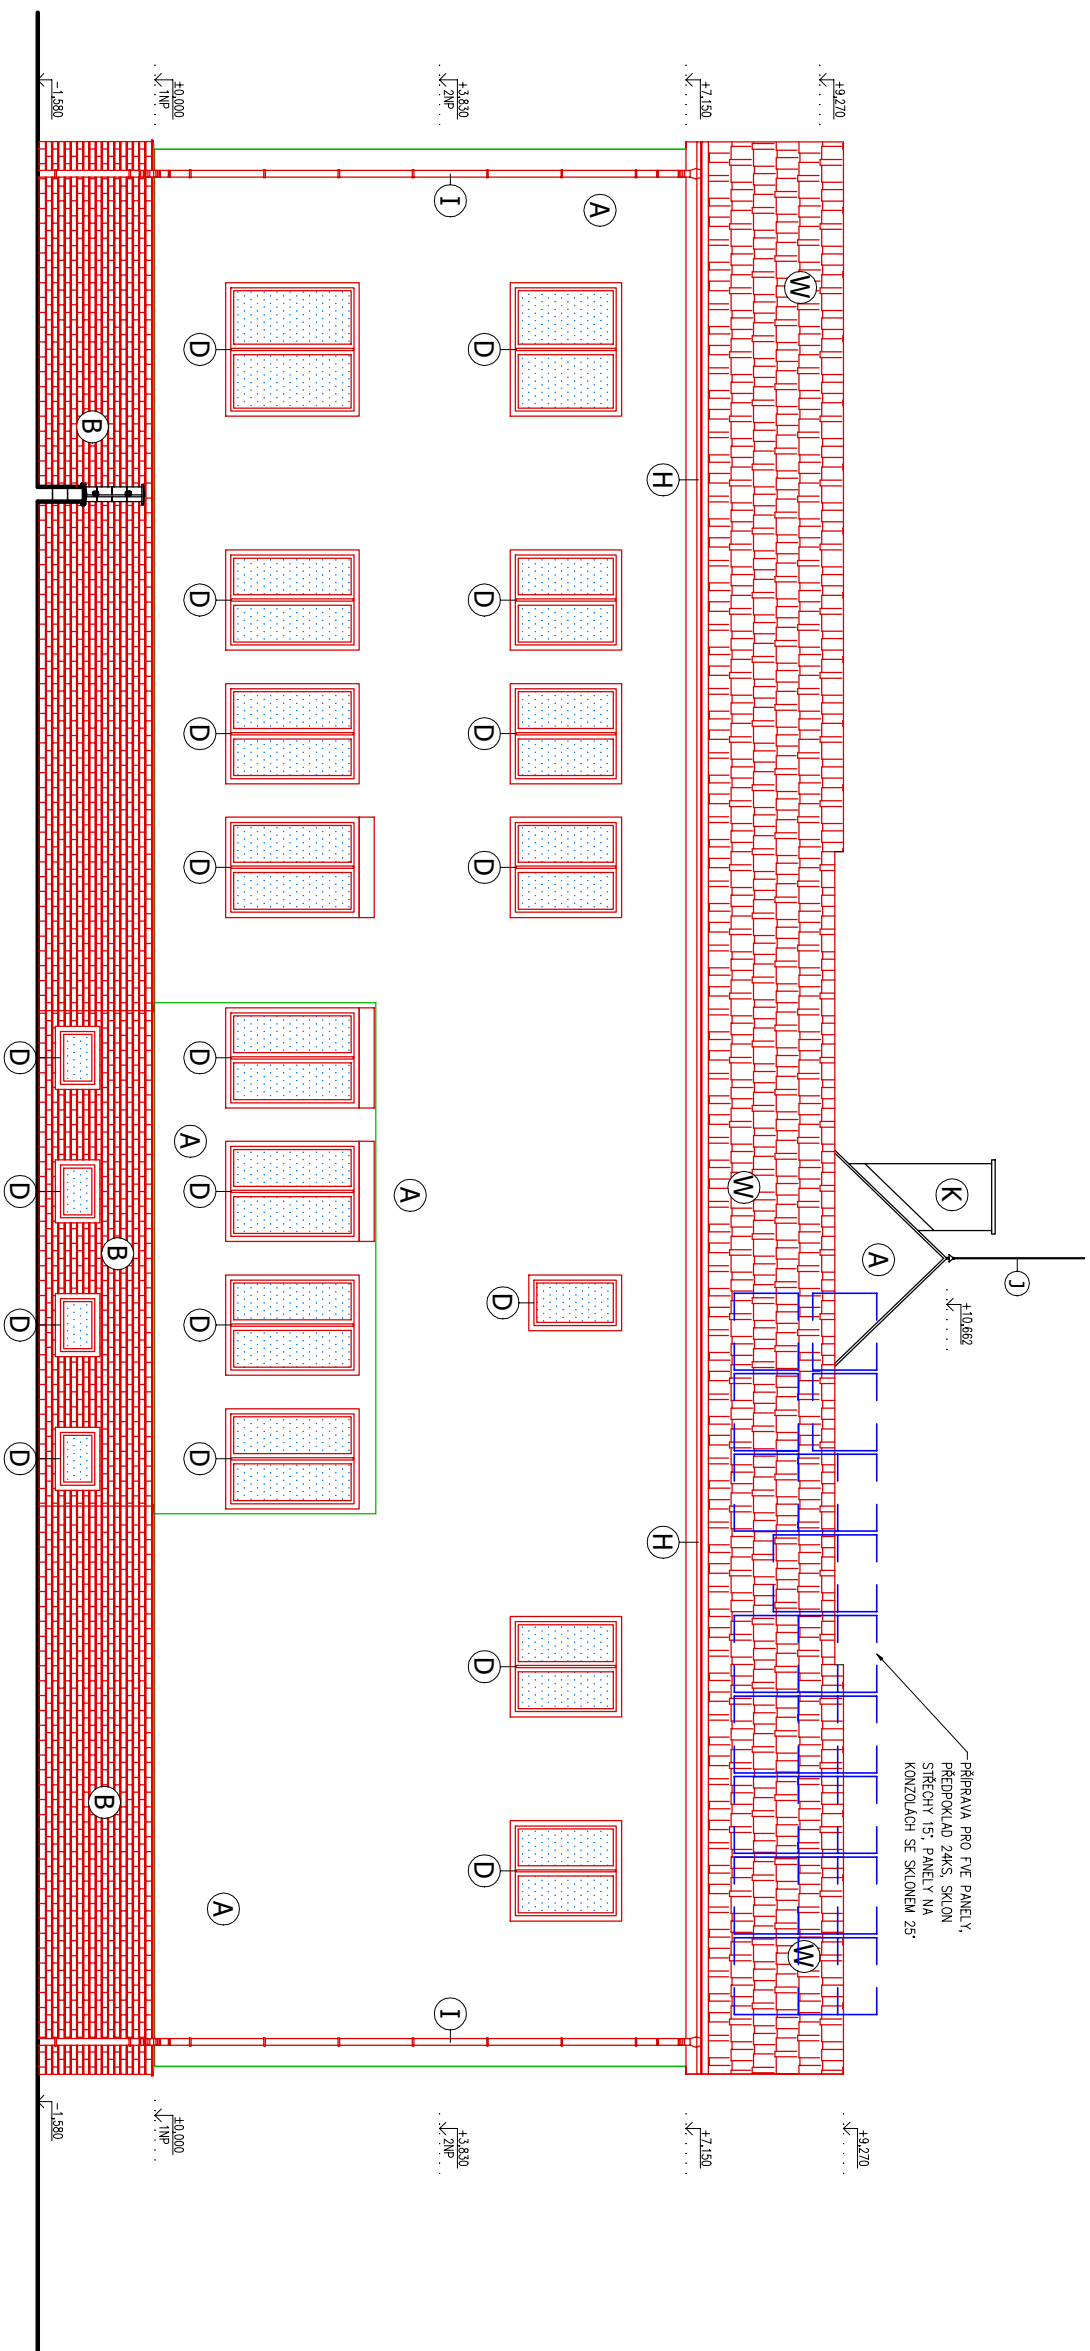 +9,270
+7,150
+3,830
2NP
±0,000
1NP
-1,580
+10,662
PŘÍPRAVA PRO FVE PANELY,
PŘEDPOKLAD 24KS, SKLON
STŘECHY 15°, PANELY NA
KONZOLÁCH SE SKLONEM 25°
J
K
A
W
W
W
H
H
A
I
I
D
D
D
D
D
D
D
A
D
D
D
D
D
D
D
D
A
A
B
B
B
D
D
D
D
+9,270
+7,150
+3,830
2NP
±0,000
1NP
-1,580